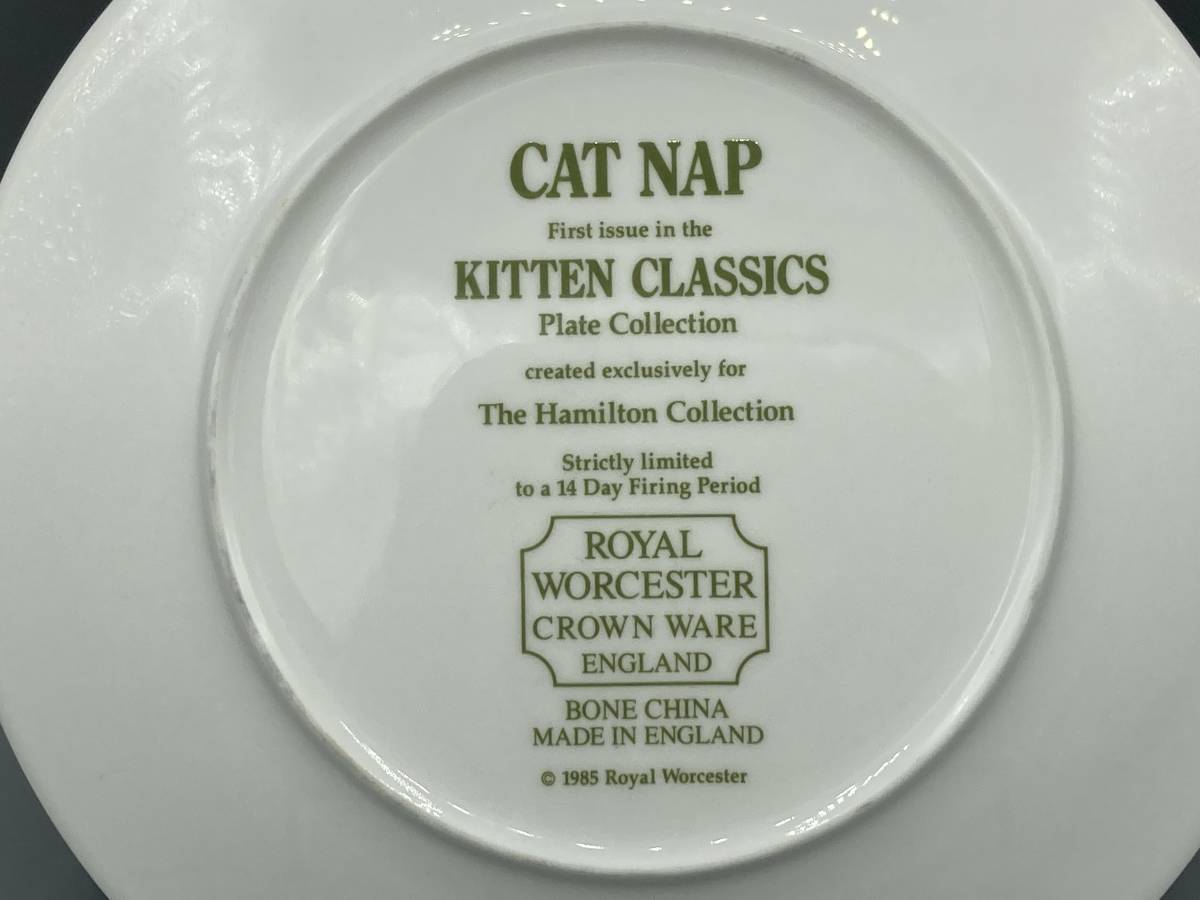 CAT NAP
First issue in the
KITTEN CLASSICS
Plate Collection
created exclusively for
The Hamilton Collection
Strictly limited
to a 14 Day Firing Period
ROYAL
WORCESTER
CROWN WARE
ENGLAND
BONE CHINA
MADE IN ENGLAND
© 1985 Royal Worcester